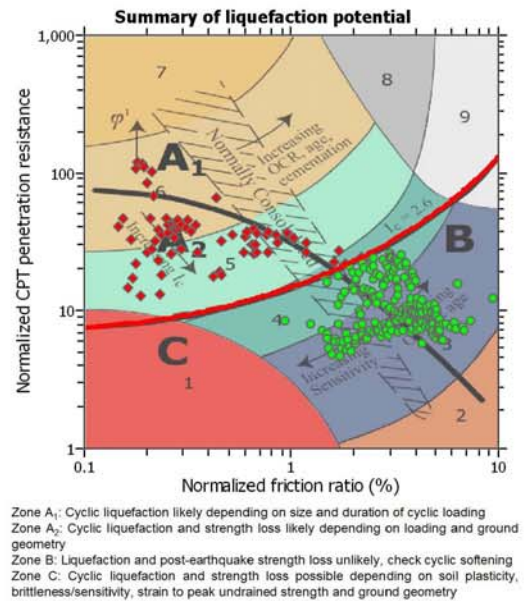 Summary of liquefaction potential
1,000
7
8
9
φ'
A1
Increasing
OCR, age,
cementation
Normally Consolidated
100
6
Ic = 2.6
B
A2
Increasing Ic
5
10
4
3
age
Increasing
Sensitivity
C
1
2
1
0.1
1
10
Normalized CPT penetration resistance
Normalized friction ratio (%)
Zone A1: Cyclic liquefaction likely depending on size and duration of cyclic loading
Zone A2: Cyclic liquefaction and strength loss likely depending on loading and ground
geometry
Zone B: Liquefaction and post-earthquake strength loss unlikely, check cyclic softening
Zone C: Cyclic liquefaction and strength loss possible depending on soil plasticity,
brittleness/sensitivity, strain to peak undrained strength and ground geometry